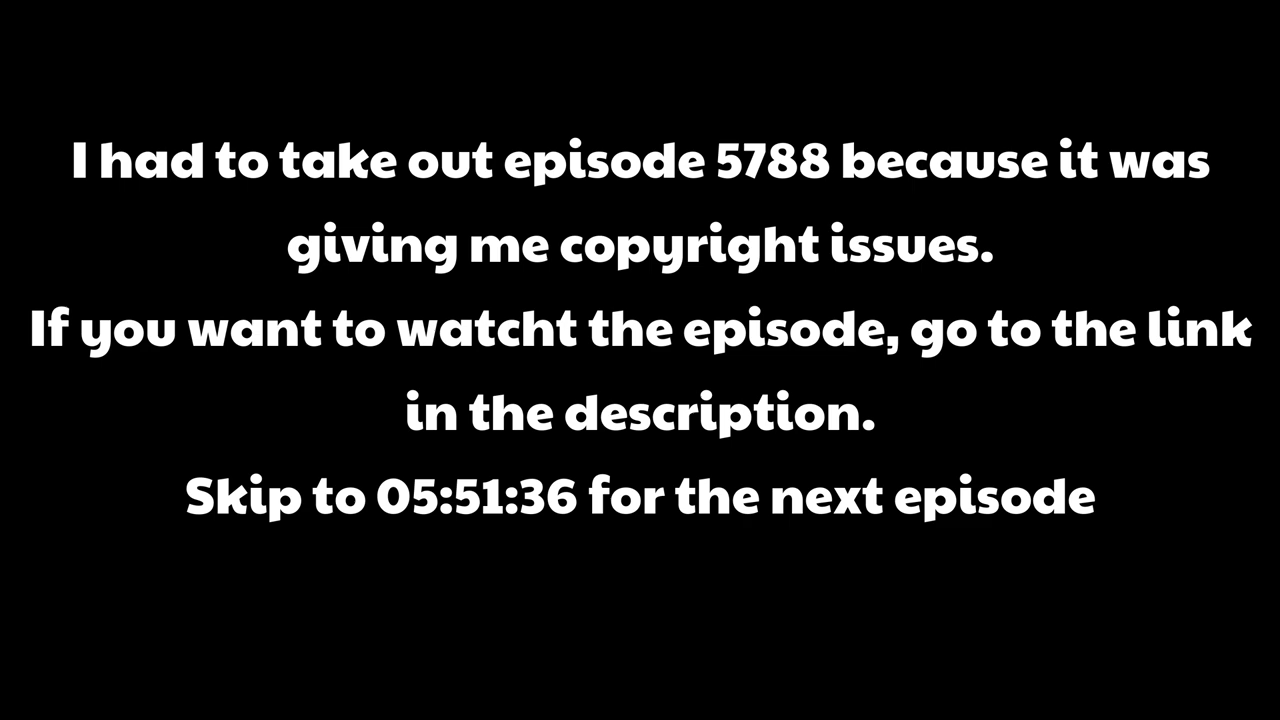 I had to take out episode 5788 because it was
giving me copyright issues.
If you want to watcht the episode, go to the link
in the description.
Skip to 05:51:36 for the next episode